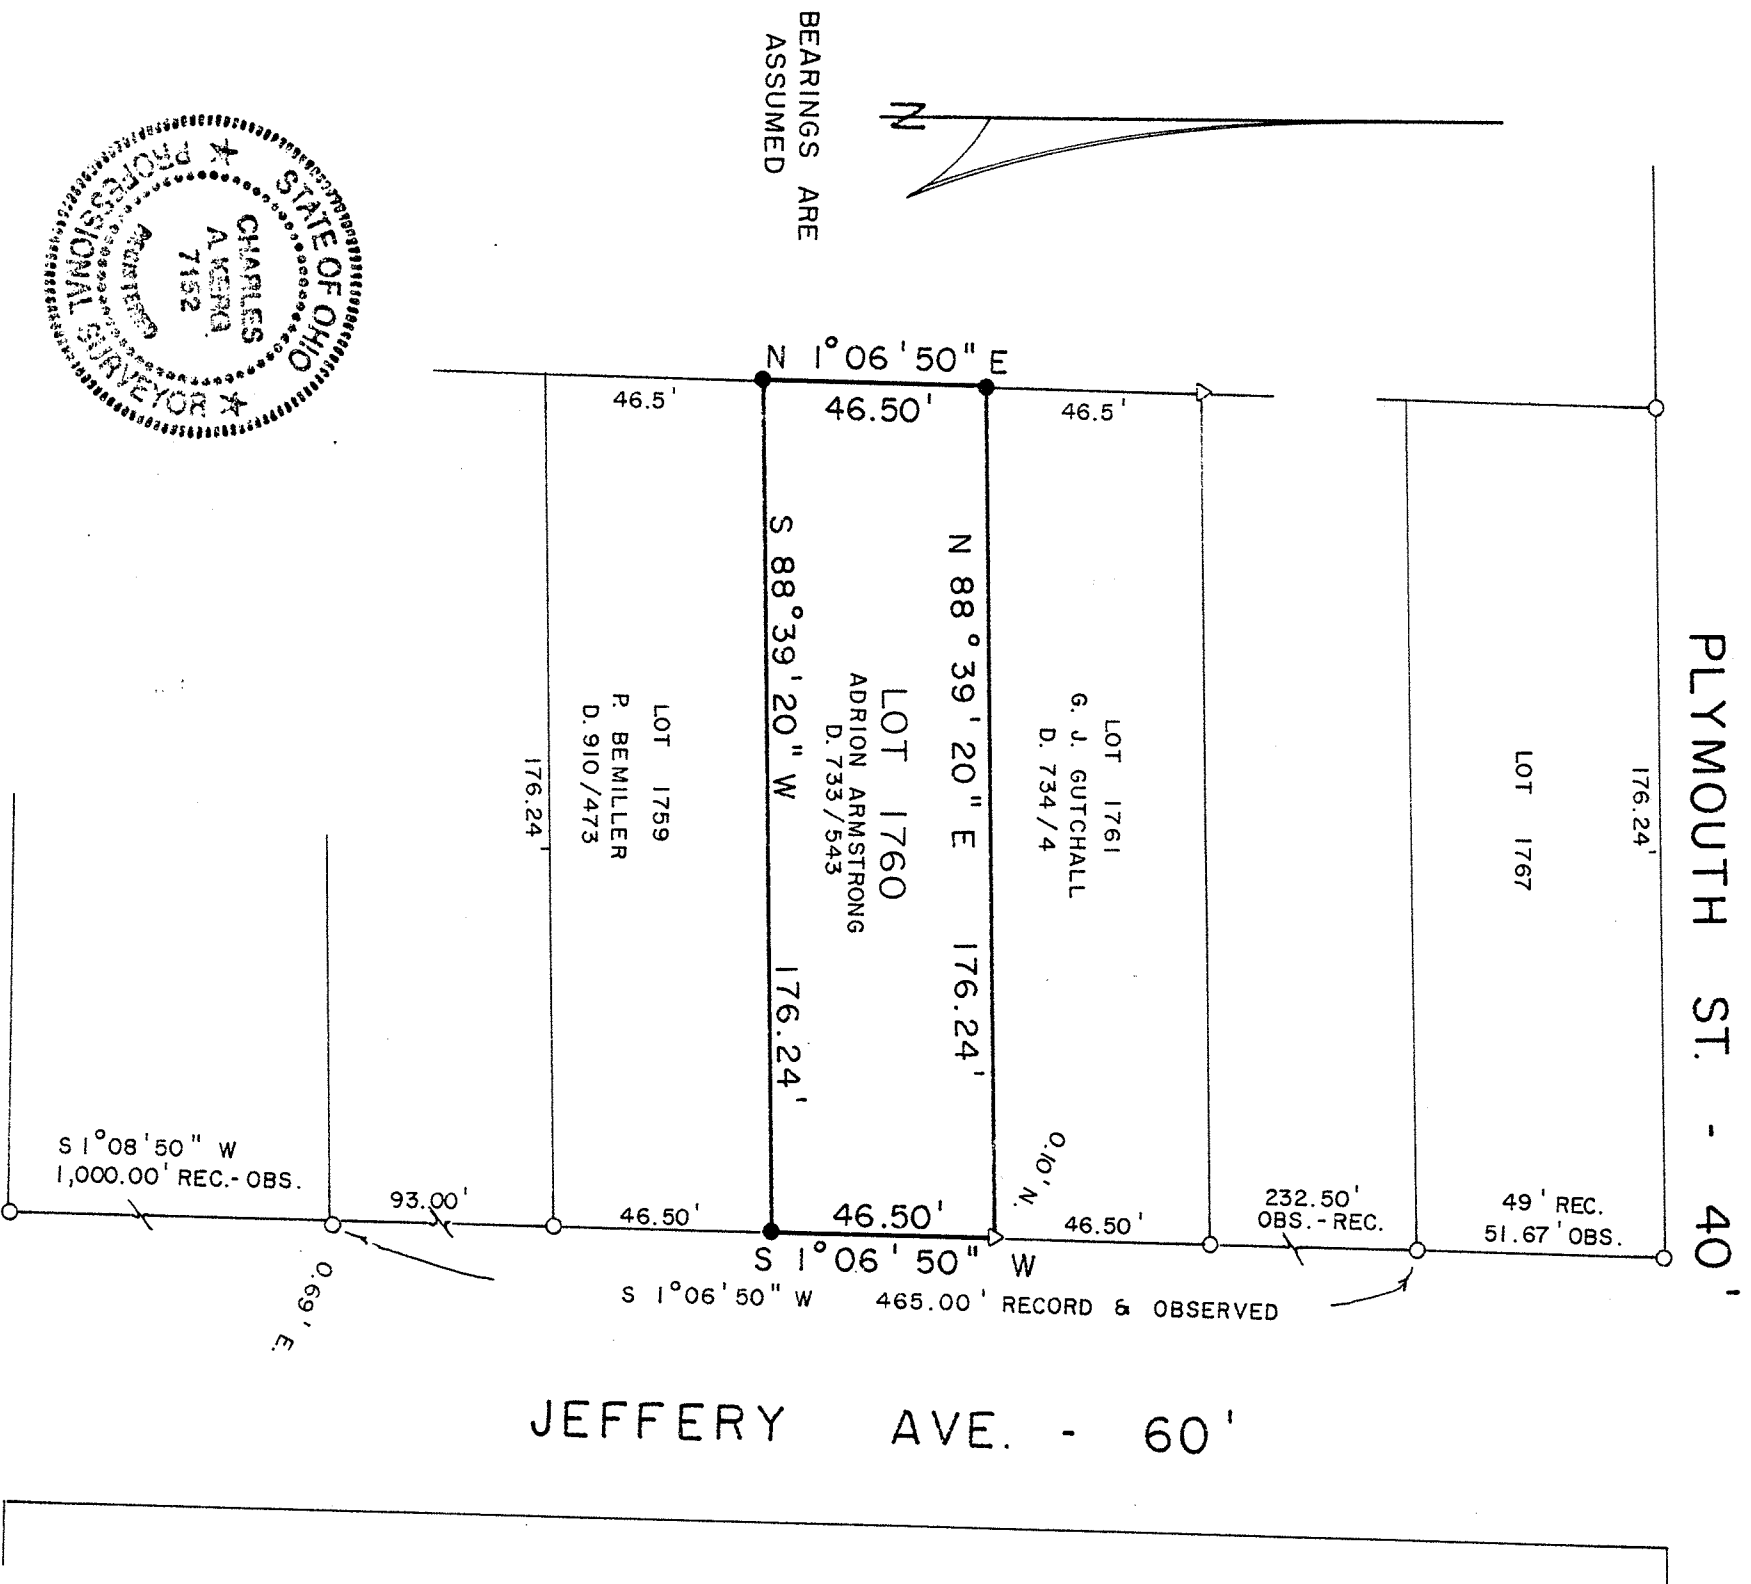 BEARINGS ARE
ASSUMED
N
STATE OF OHIO
CHARLES
A. KERG
7152
REGISTERED
★ PROFESSIONAL SURVEYOR ★
N 1°06'50" E
46.5'
46.50'
46.5'
S 88°39'20" W 176.24'
N 88°39'20" E 176.24'
LOT 1760
ADRION ARMSTRONG
D. 733/543
LOT 1759
P. BEMILLER
D. 910/473
176.24'
LOT 1761
G. J. GUTCHALL
D. 734/4
LOT 1767
176.24'
PLYMOUTH ST. - 40'
S 1°08'50" W
1,000.00' REC.-OBS.
93.00'
46.50'
46.50'
0.10' N.
46.50'
232.50'
OBS.-REC.
49' REC.
51.67' OBS.
S 1°06'50" W
S 1°06'50" W 465.00' RECORD & OBSERVED
0.69' E.
JEFFERY AVE. - 60'